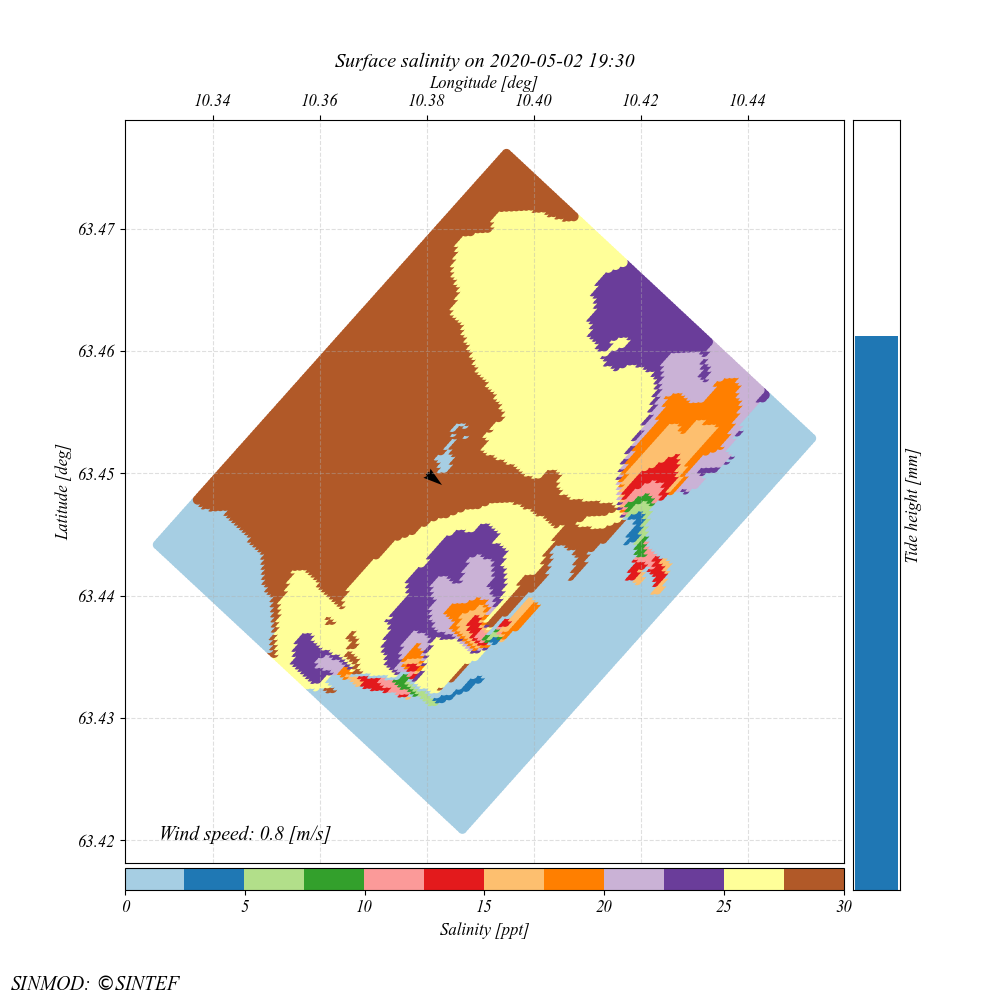 Surface salinity on 2020-05-02 19:30
Longitude [deg]
10.34 10.36 10.38 10.40 10.42 10.44
63.47
63.46
63.45
63.44
63.43
63.42
Latitude [deg]
Tide height [mm]
Wind speed: 0.8 [m/s]
0 5 10 15 20 25 30
Salinity [ppt]
SINMOD: ©SINTEF